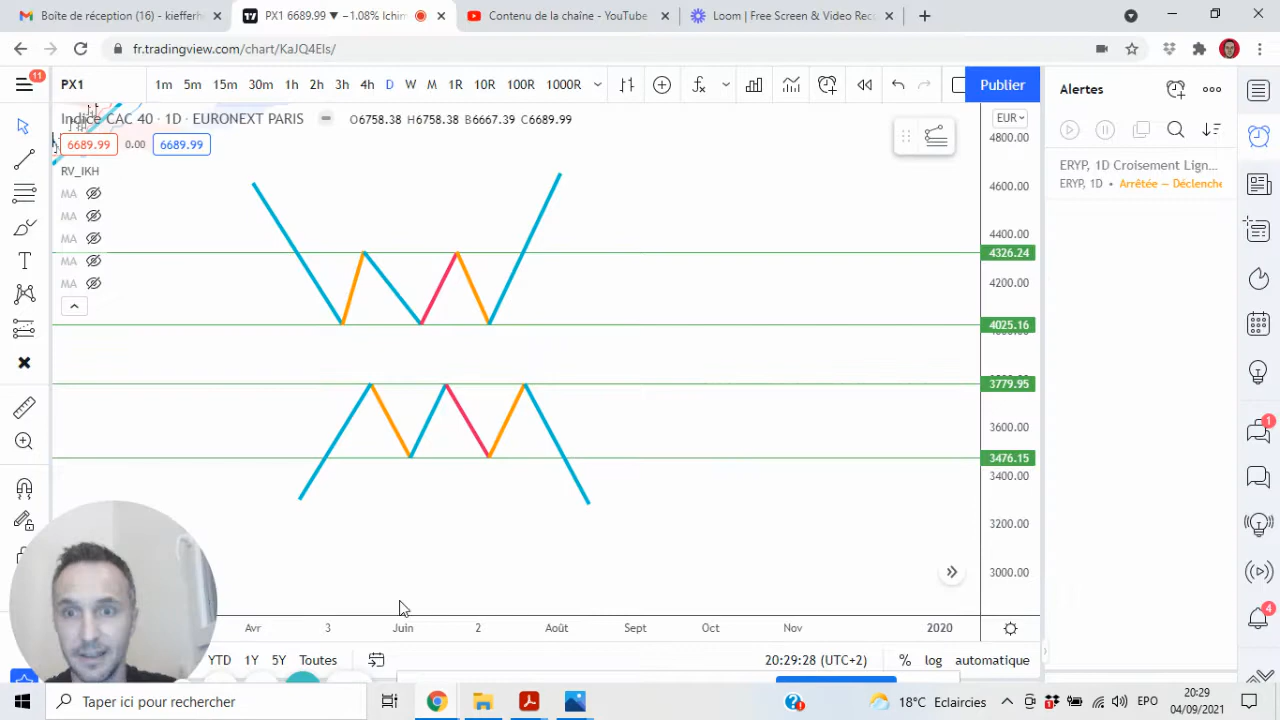 Boîte de réception (16) - kiefferh
PX1 6689.99 ▼ −1.08% Ichin
Contenu de la chaîne - YouTube
Loom | Free Screen & Video Rec
fr.tradingview.com/chart/KaJQ4Els/
11
PX1
1m 5m 15m 30m 1h 2h 3h 4h D W M 1R 10R 100R 1000R
Publier
Alertes
Indice CAC 40 · 1D · EURONEXT PARIS
O6758.38 H6758.38 B6667.39 C6689.99
EUR
6689.99 0.00 6689.99
RV_IKH
MA
MA
MA
MA
MA
4800.00
4600.00
4400.00
4326.24
4200.00
4025.16
3779.95
3600.00
3476.15
3400.00
3200.00
3000.00
ERYP, 1D Croisement Lign...
ERYP, 1D • Arrêtée – Déclenche
1
4
Avr 3 Juin 2 Août Sept Oct Nov 2020
YTD 1Y 5Y Toutes
20:29:28 (UTC+2) % log automatique
Taper ici pour rechercher
18°C Eclaircies
EPO
20:29
04/09/2021